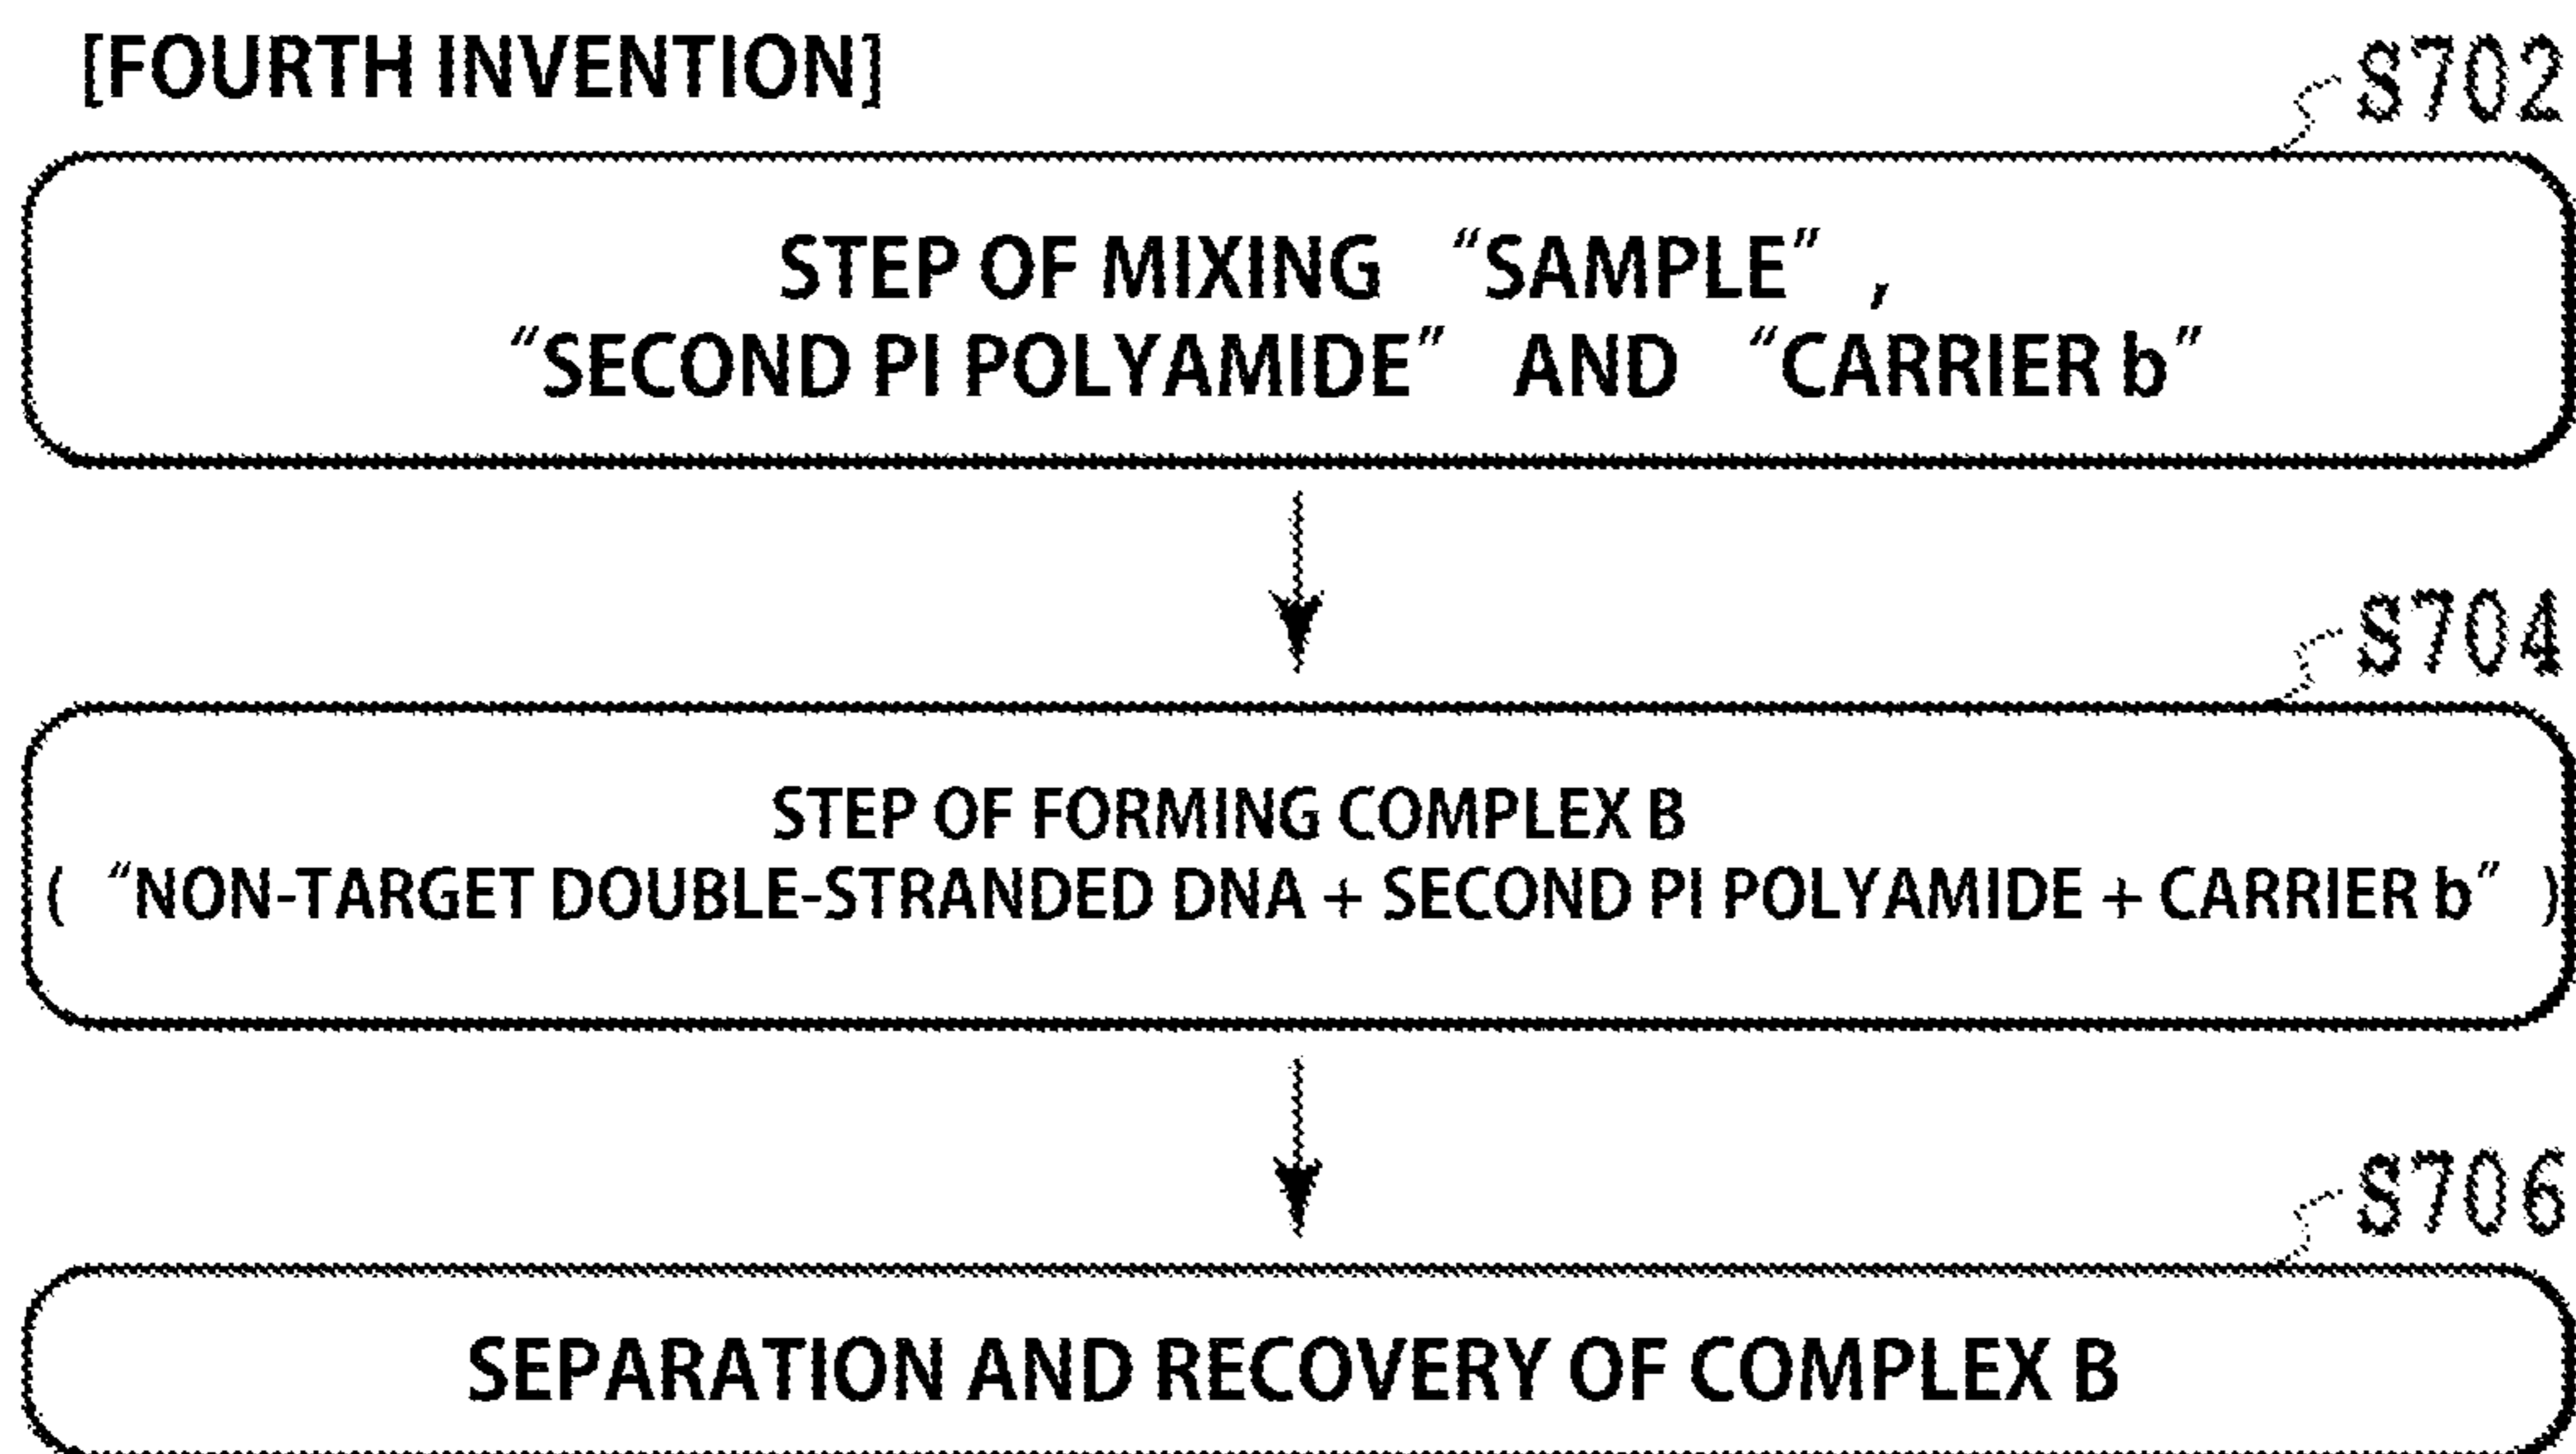 [FOURTH INVENTION]
S702
STEP OF MIXING “SAMPLE”,
“SECOND PI POLYAMIDE” AND “CARRIER b”
S704
STEP OF FORMING COMPLEX B
( “NON-TARGET DOUBLE-STRANDED DNA + SECOND PI POLYAMIDE + CARRIER b” )
S706
SEPARATION AND RECOVERY OF COMPLEX B